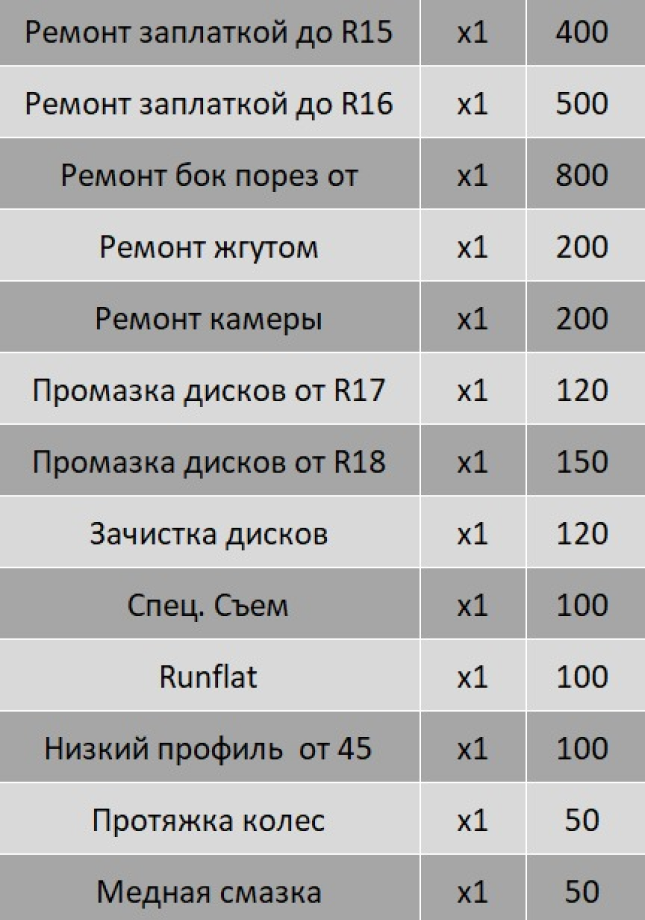 Ремонт заплаткой до R15 x1 400
Ремонт заплаткой до R16 x1 500
Ремонт бок порез от x1 800
Ремонт жгутом x1 200
Ремонт камеры x1 200
Промазка дисков от R17 x1 120
Промазка дисков от R18 x1 150
Зачистка дисков x1 120
Спец. Съем x1 100
Runflat x1 100
Низкий профиль от 45 x1 100
Протяжка колес x1 50
Медная смазка x1 50